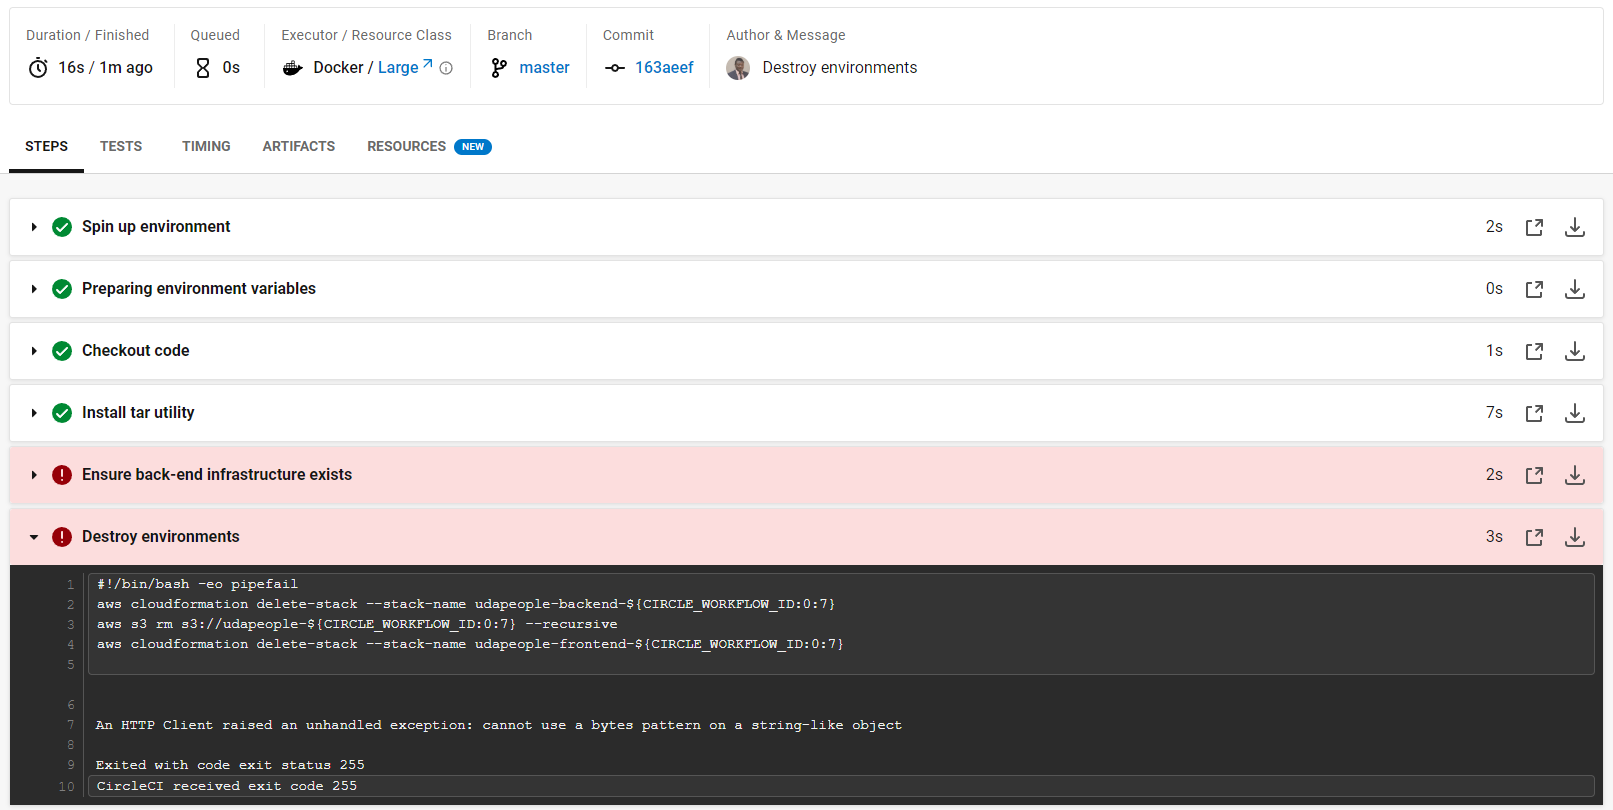 Duration / Finished
Queued
Executor / Resource Class
Branch
Commit
Author & Message
16s / 1m ago
0s
Docker / Large
master
163aeef
Destroy environments
STEPS
TESTS
TIMING
ARTIFACTS
RESOURCES NEW
Spin up environment 2s
Preparing environment variables 0s
Checkout code 1s
Install tar utility 7s
Ensure back-end infrastructure exists 2s
Destroy environments 3s
1 #!/bin/bash -eo pipefail
2 aws cloudformation delete-stack --stack-name udapeople-backend-${CIRCLE_WORKFLOW_ID:0:7}
3 aws s3 rm s3://udapeople-${CIRCLE_WORKFLOW_ID:0:7} --recursive
4 aws cloudformation delete-stack --stack-name udapeople-frontend-${CIRCLE_WORKFLOW_ID:0:7}
5
6
7 An HTTP Client raised an unhandled exception: cannot use a bytes pattern on a string-like object
8
9 Exited with code exit status 255
10 CircleCI received exit code 255